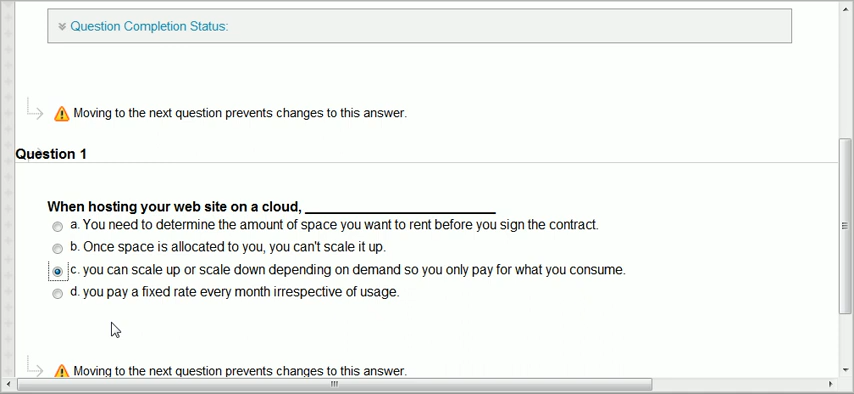 Question Completion Status:
Moving to the next question prevents changes to this answer.
Question 1
When hosting your web site on a cloud, ___________________________
a. You need to determine the amount of space you want to rent before you sign the contract.
b. Once space is allocated to you, you can't scale it up.
c. you can scale up or scale down depending on demand so you only pay for what you consume.
d. you pay a fixed rate every month irrespective of usage.
Moving to the next question prevents changes to this answer.